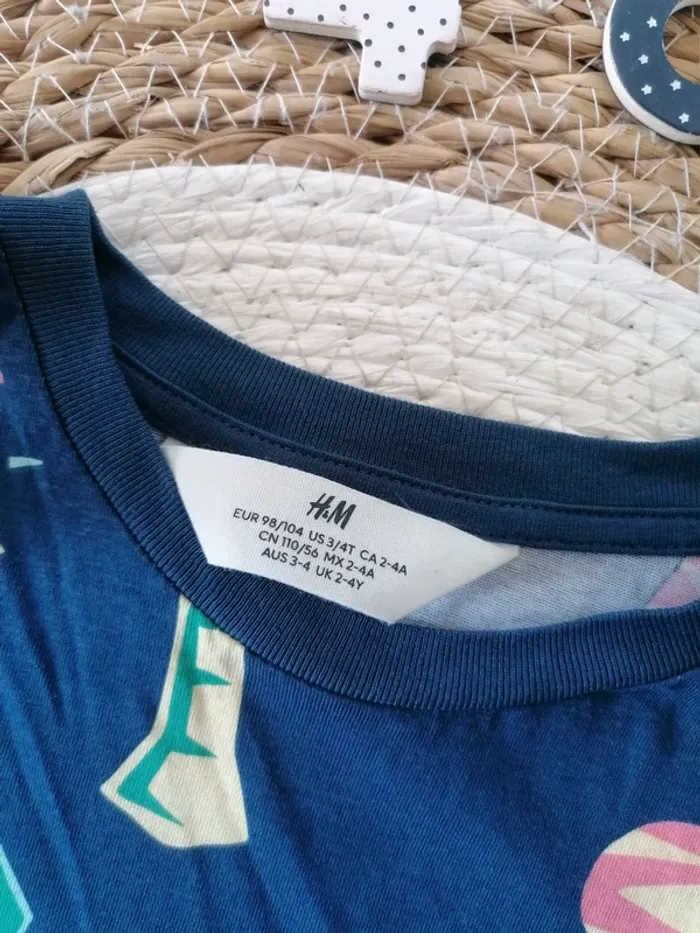 H&M
EUR 98/104 US 3/4T CA 2-4A
CN 110/56 MX 2-4A
AUS 3-4 UK 2-4Y